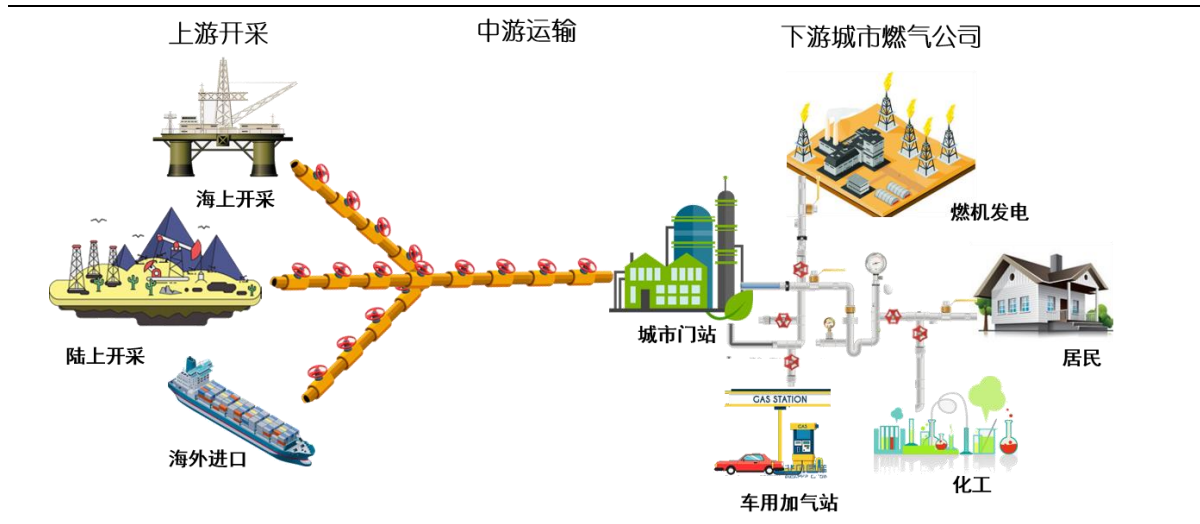 上游开采
中游运输
下游城市燃气公司
海上开采
燃机发电
陆上开采
城市门站
居民
GAS STATION
GAS
海外进口
车用加气站
化工